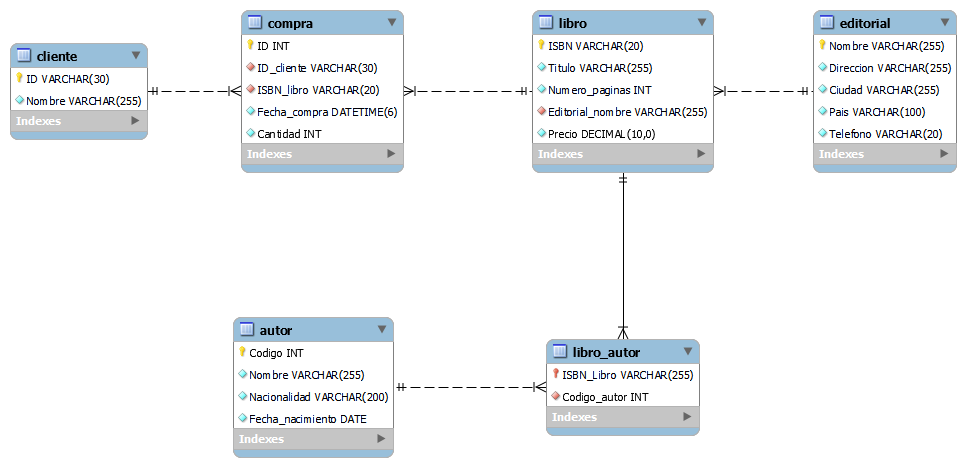 cliente
ID VARCHAR(30)
Nombre VARCHAR(255)
Indexes
compra
ID INT
ID_cliente VARCHAR(30)
ISBN_libro VARCHAR(20)
Fecha_compra DATETIME(6)
Cantidad INT
Indexes
libro
ISBN VARCHAR(20)
Titulo VARCHAR(255)
Numero_paginas INT
Editorial_nombre VARCHAR(255)
Precio DECIMAL(10,0)
Indexes
editorial
Nombre VARCHAR(255)
Direccion VARCHAR(255)
Ciudad VARCHAR(255)
Pais VARCHAR(100)
Telefono VARCHAR(20)
Indexes
autor
Codigo INT
Nombre VARCHAR(255)
Nacionalidad VARCHAR(200)
Fecha_nacimiento DATE
Indexes
libro_autor
ISBN_Libro VARCHAR(255)
Codigo_autor INT
Indexes